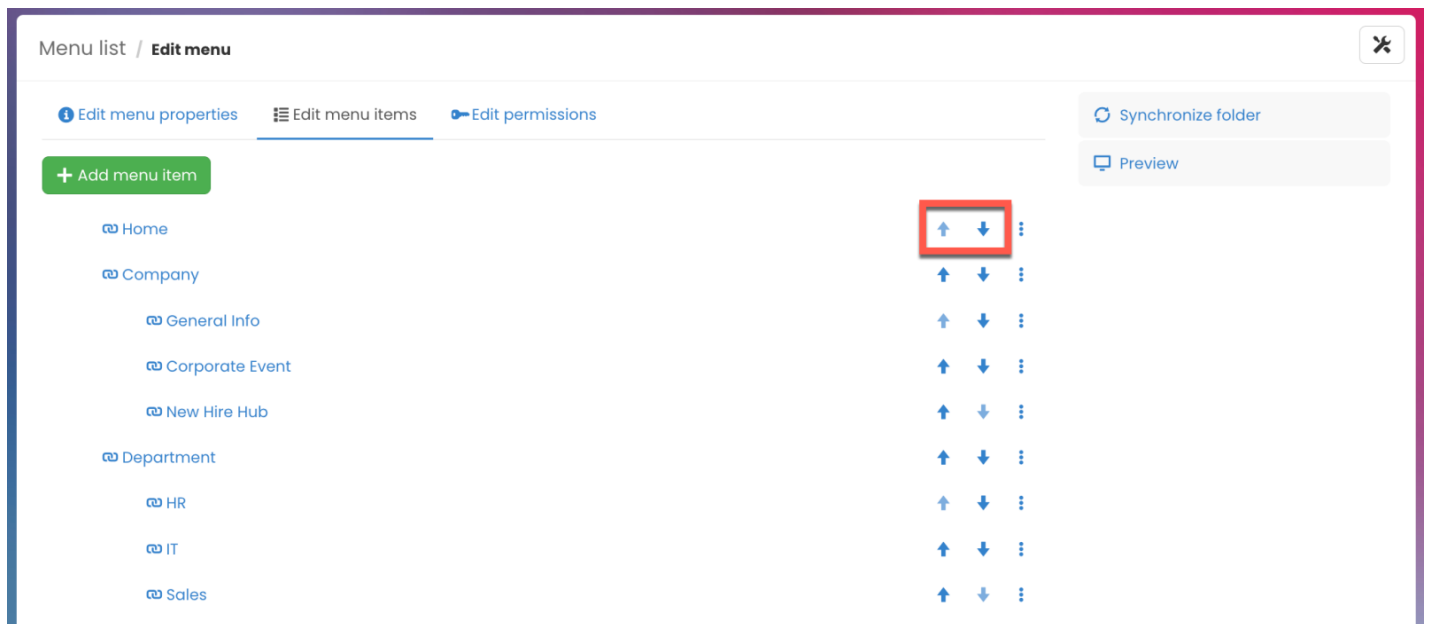 Menu list / Edit menu
Edit menu properties Edit menu items Edit permissions
Synchronize folder
Preview
+ Add menu item
Home
Company
General Info
Corporate Event
New Hire Hub
Department
HR
IT
Sales